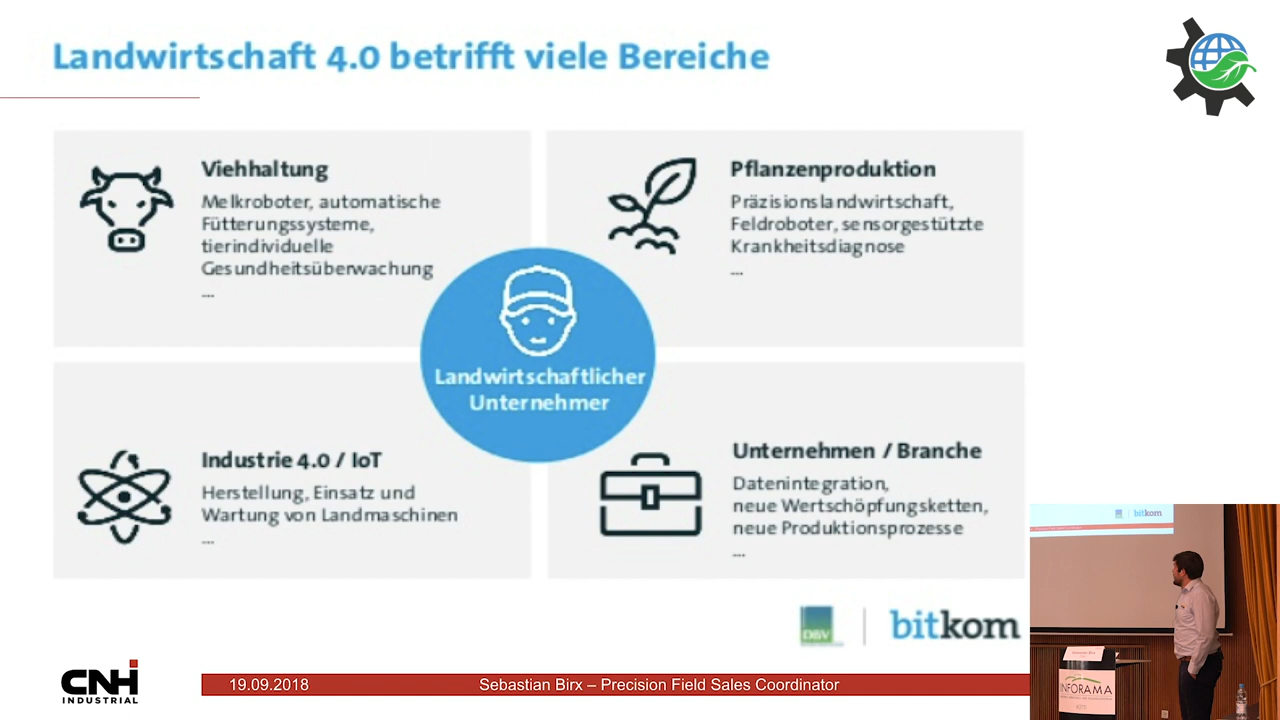 Landwirtschaft 4.0 betrifft viele Bereiche
Viehhaltung
Melkroboter, automatische
Fütterungssysteme,
tierindividuelle
Gesundheitsüberwachung
....
Pflanzenproduktion
Präzisionslandwirtschaft,
Feldroboter, sensorgestützte
Krankheitsdiagnose
....
Landwirtschaftlicher
Unternehmer
Industrie 4.0 / IoT
Herstellung, Einsatz und
Wartung von Landmaschinen
....
Unternehmen / Branche
Datenintegration,
neue Wertschöpfungsketten,
neue Produktionsprozesse
....
DBV
bitkom
CNH
INDUSTRIAL
19.09.2018
Sebastian Birx – Precision Field Sales Coordinator
bitkom
Sebastian Birx
INFORAMA